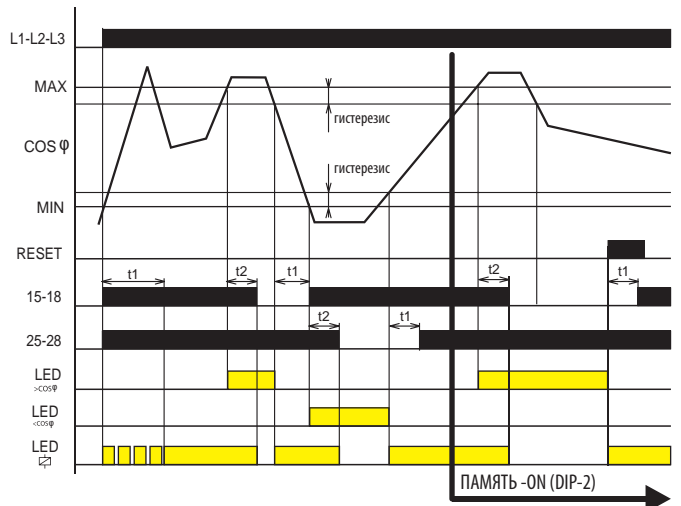 L1-L2-L3
MAX
гистерезис
COS φ
гистерезис
MIN
RESET
t1 t2 t1 t2 t1
15-18
t2 t1
25-28
LED
>cosφ
LED
<cosφ
LED
ПАМЯТЬ -ON (DIP-2)